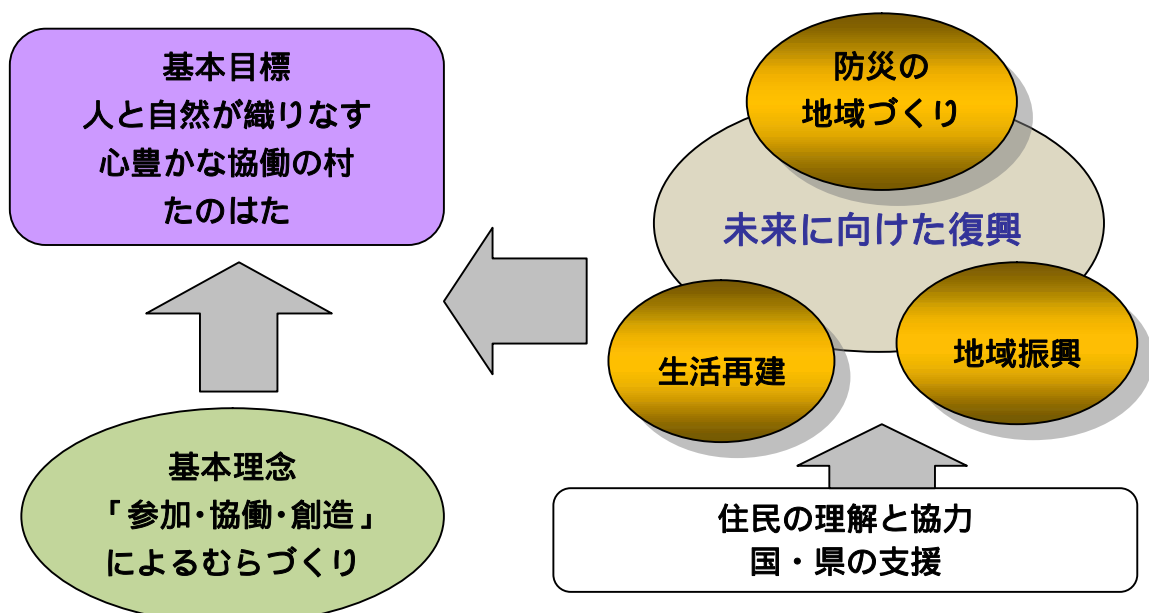 基本目標
人と自然が織りなす
心豊かな協働の村
たのはた
基本理念
「参加・協働・創造」
によるむらづくり
防災の
地域づくり
未来に向けた復興
生活再建
地域振興
住民の理解と協力
国・県の支援